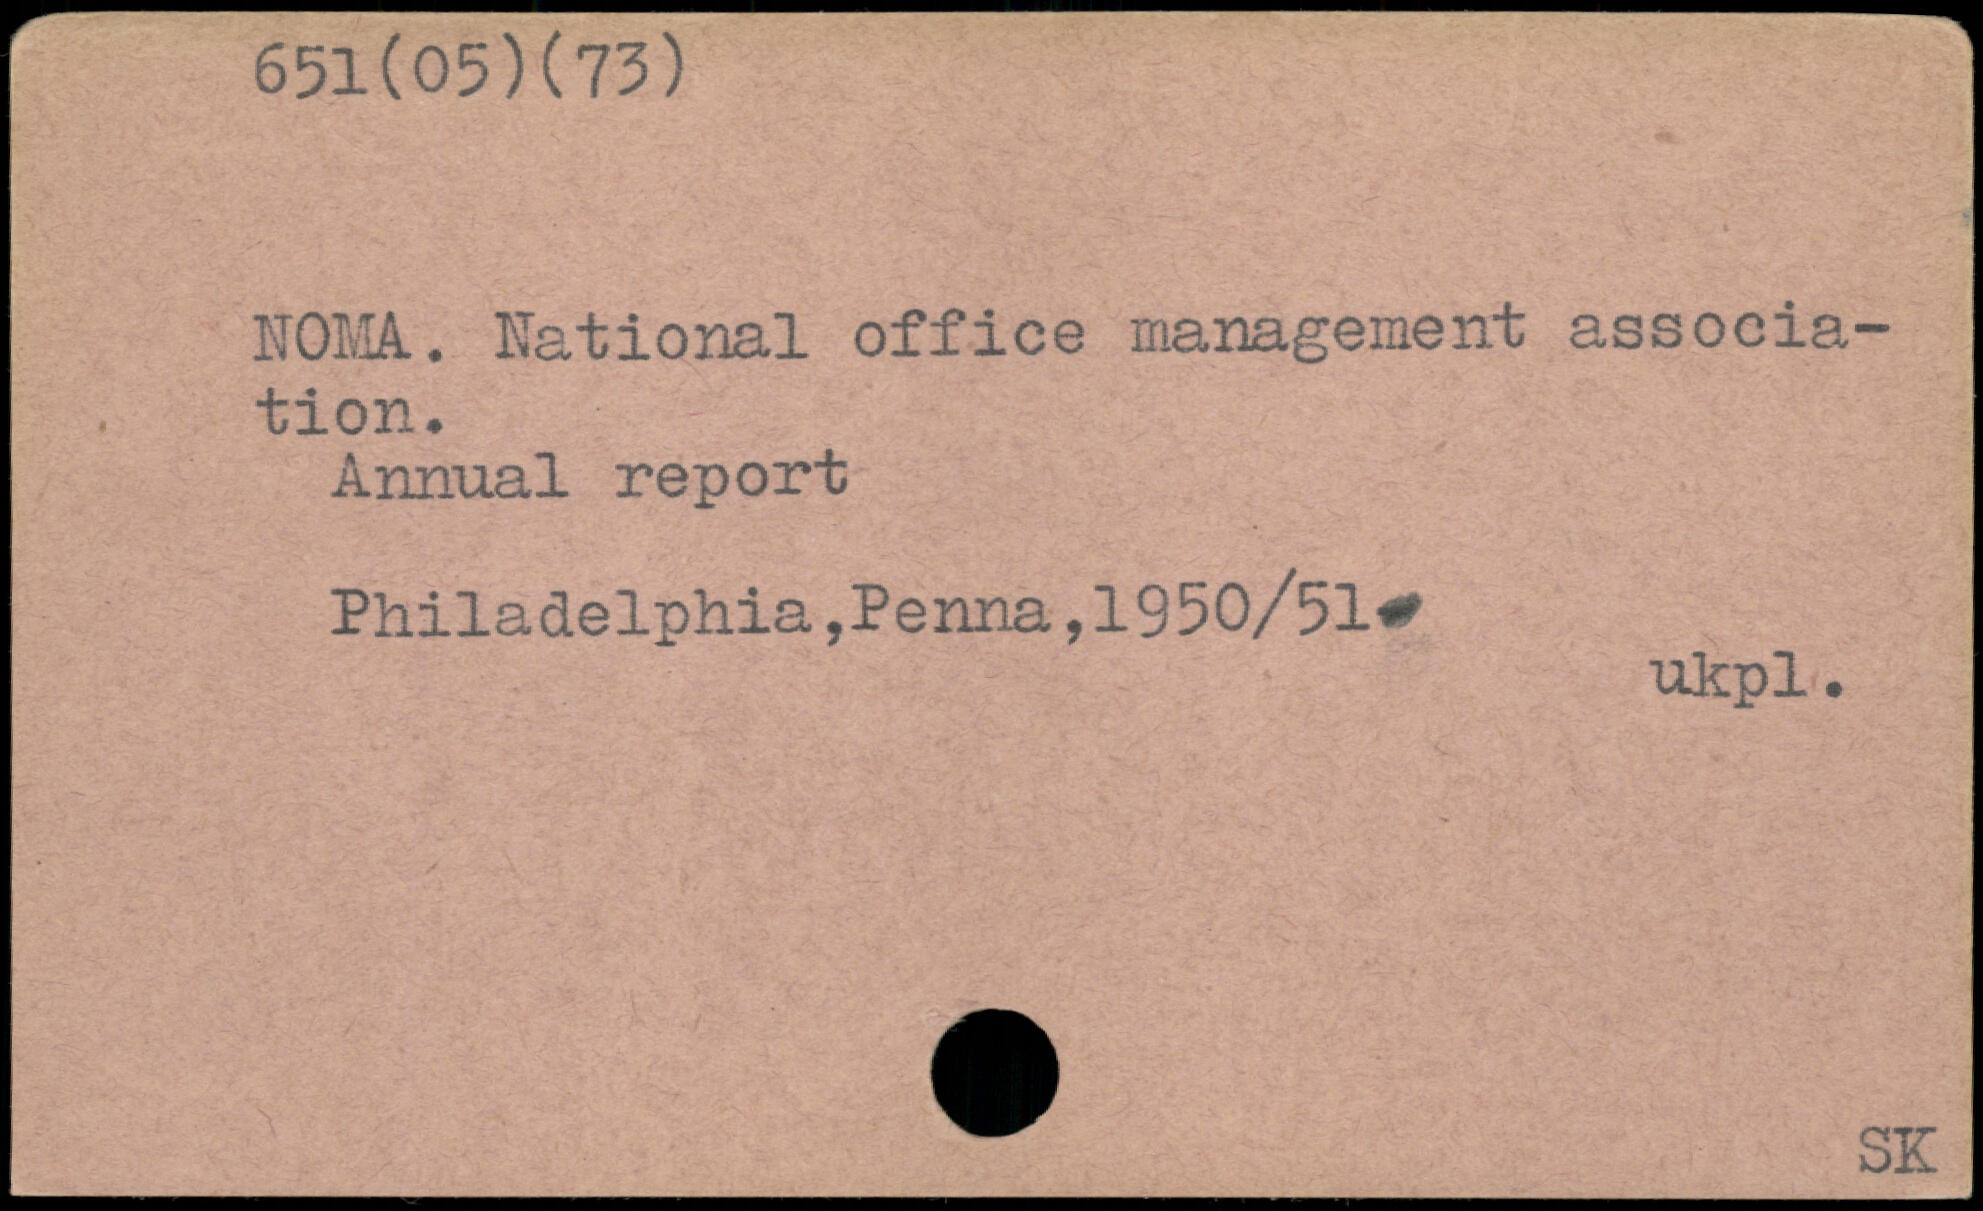 651(05)(73)
NOMA. National office management associa-
tion.
Annual report
Philadelphia,Penna,1950/51
ukpl.
SK